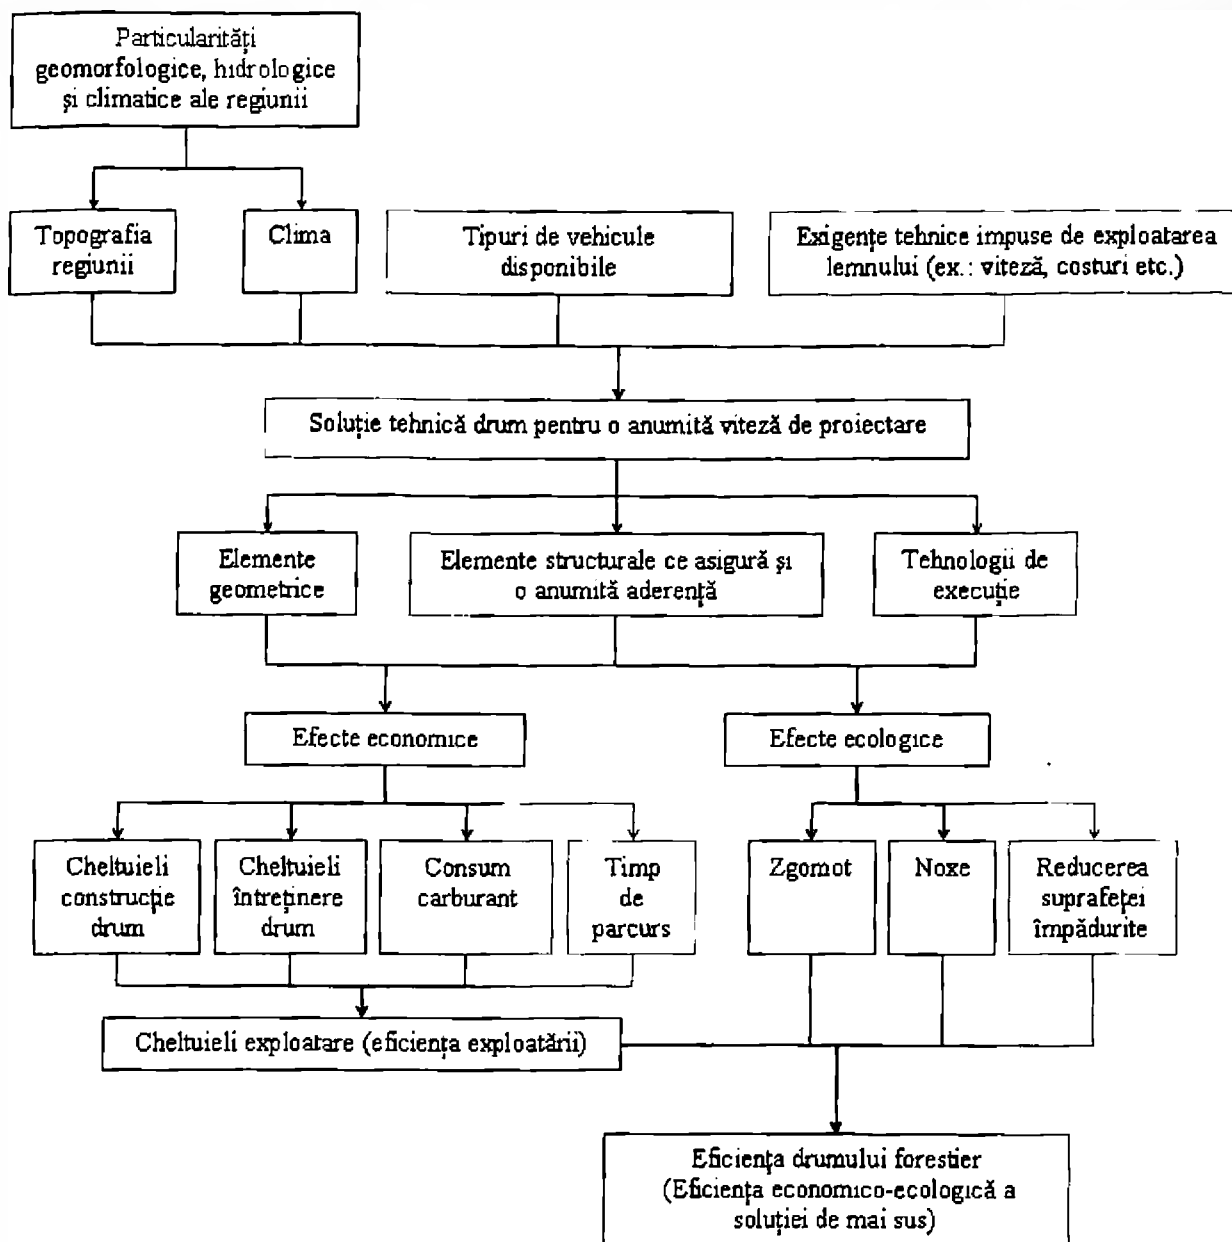 Particularități
geomorfologice, hidrologice
și climatice ale regiunii
Topografia
regiunii
Clima
Tipuri de vehicule
disponibile
Exigențe tehnice impuse de exploatarea
lemnului (ex.: viteză, costuri etc.)
Soluție tehnică drum pentru o anumită viteză de proiectare
Elemente
geometrice
Elemente structurale ce asigură și
o anumită aderență
Tehnologii de
execuție
Efecte economice
Efecte ecologice
Cheltuieli
construcție
drum
Cheltuieli
întreținere
drum
Consum
carburant
Timp
de
parcurs
Zgomot
Noxe
Reducerea
suprafeței
împădurite
Cheltuieli exploatare (eficiența exploatării)
Eficiența drumului forestier
(Eficiența economico-ecologică a
soluției de mai sus)